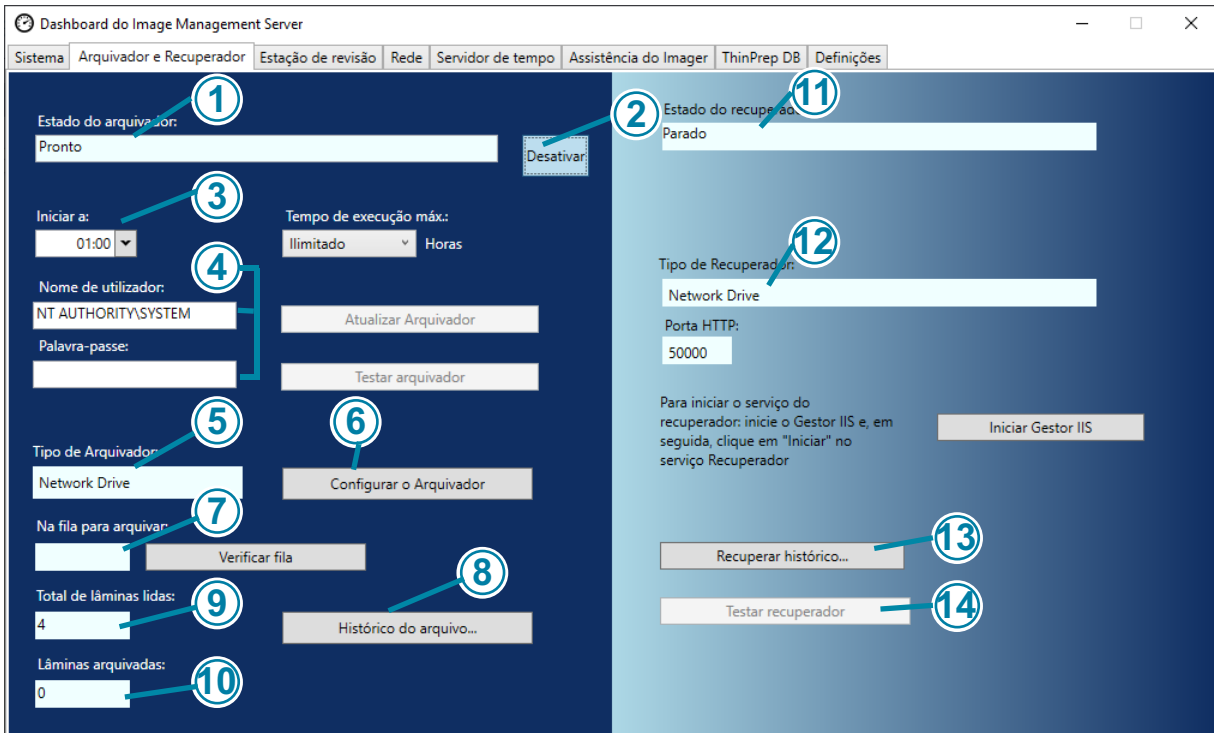 Dashboard do Image Management Server
Sistema Arquivador e Recuperador Estação de revisão Rede Servidor de tempo Assistência do Imager ThinPrep DB Definições
1
Estado do arquivador:
Pronto
2
Desativar
3
Iniciar a:
01:00
Tempo de execução máx.:
Ilimitado Horas
4
Nome de utilizador:
NT AUTHORITY\SYSTEM
Atualizar Arquivador
Palavra-passe:
Testar arquivador
5
6
Tipo de Arquivador:
Network Drive
Configurar o Arquivador
7
Na fila para arquivar:
Verificar fila
8
Total de lâminas lidas:
9
4
Histórico do arquivo...
Lâminas arquivadas:
10
0
11
Estado do recuperad
Parado
12
Tipo de Recuperador:
Network Drive
Porta HTTP:
50000
Para iniciar o serviço do
recuperador: inicie o Gestor IIS e, em
seguida, clique em "Iniciar" no
serviço Recuperador
Iniciar Gestor IIS
13
Recuperar histórico...
14
Testar recuperador